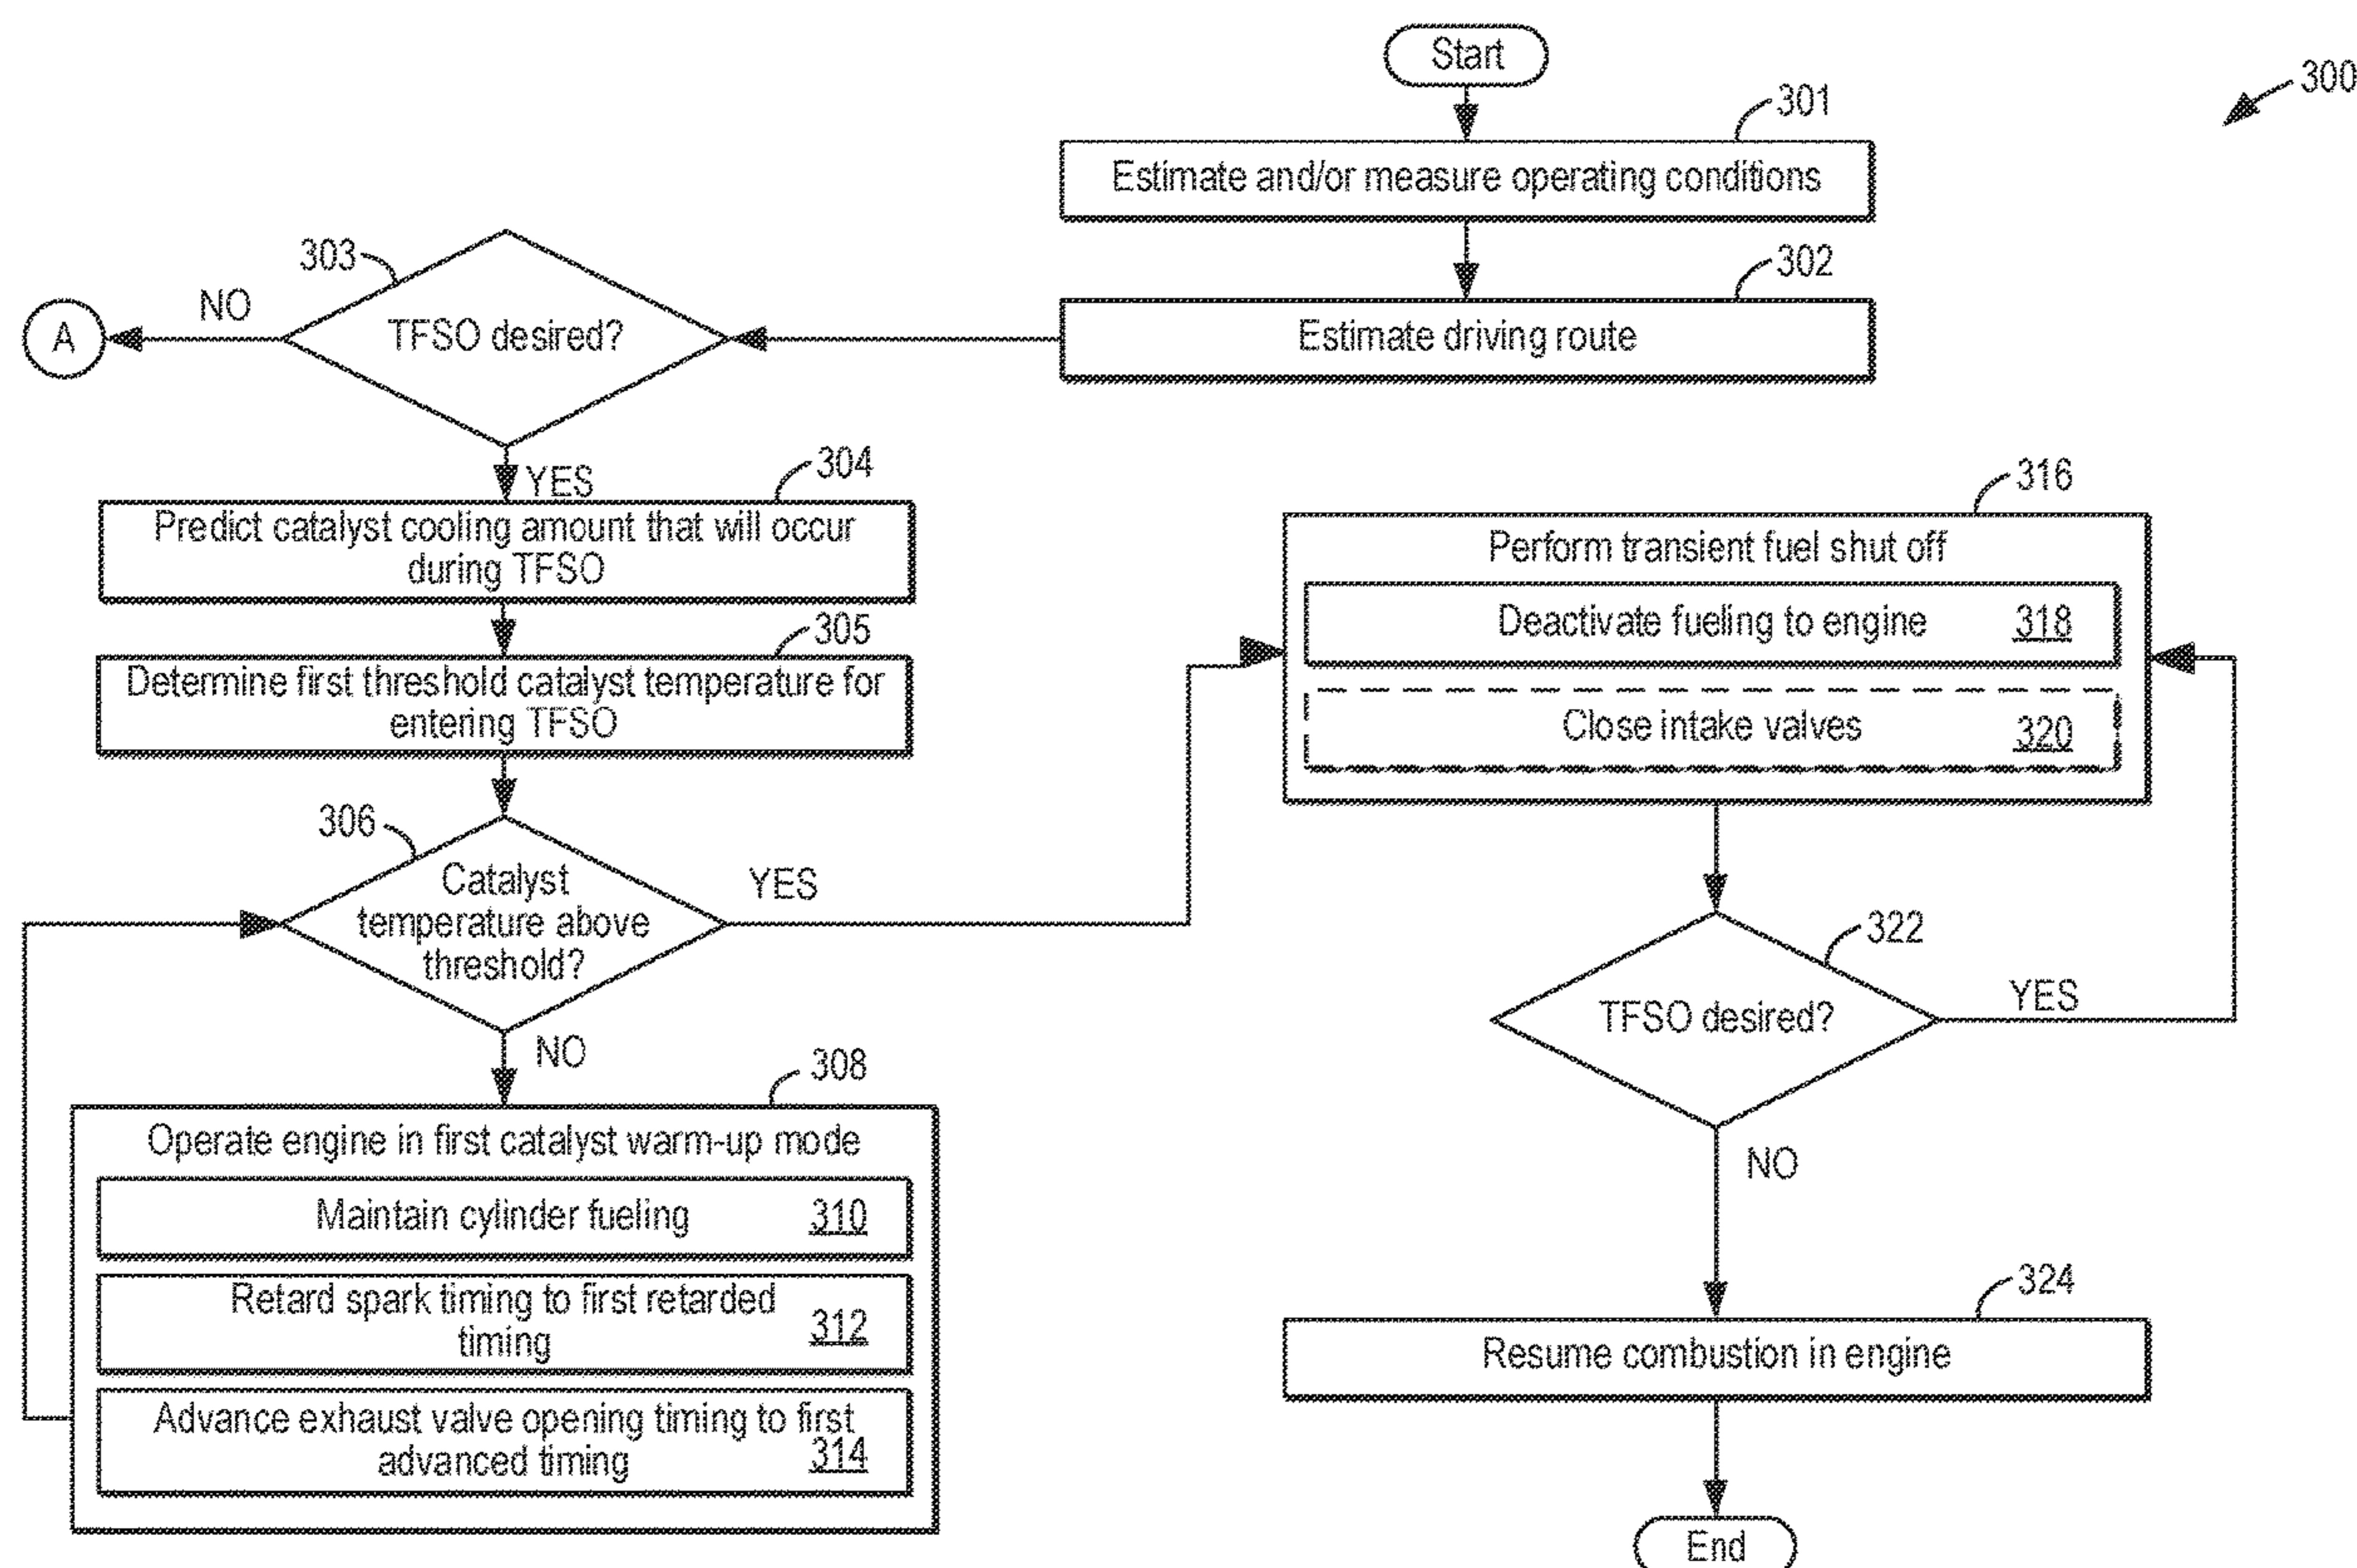 Start
300
301
Estimate and/or measure operating conditions
302
Estimate driving route
303
TFSO desired?
NO
A
YES
304
Predict catalyst cooling amount that will occur
during TFSO
305
Determine first threshold catalyst temperature for
entering TFSO
306
Catalyst
temperature above
threshold?
YES
NO
308
Operate engine in first catalyst warm-up mode
Maintain cylinder fueling 310
Retard spark timing to first retarded
timing 312
Advance exhaust valve opening timing to first
advanced timing 314
316
Perform transient fuel shut off
Deactivate fueling to engine 318
Close intake valves 320
322
TFSO desired?
YES
NO
324
Resume combustion in engine
End